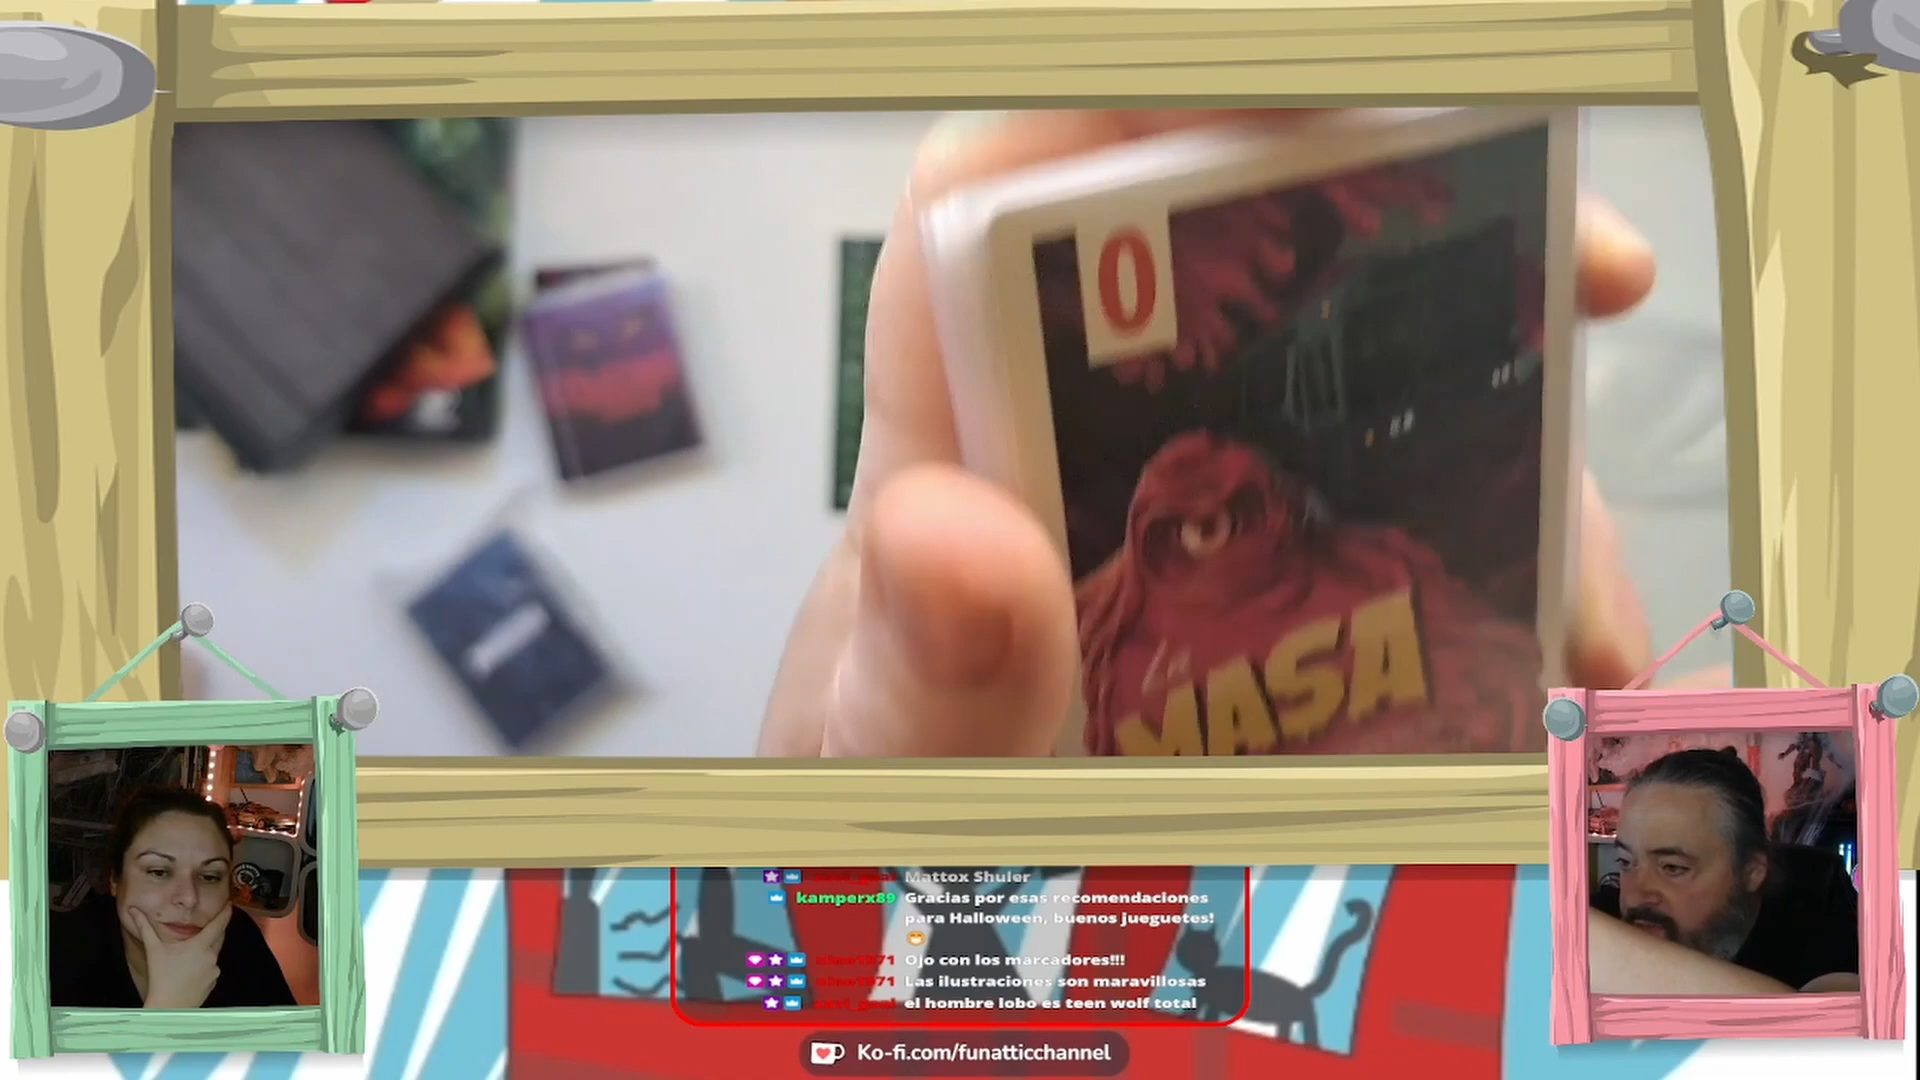 0
La
MASA
Mattox Shuler
kamperx89 Gracias por esas recomendaciones
para Halloween, buenos jueguetes!
Ojo con los marcadores!!!
Las ilustraciones son maravillosas
el hombre lobo es teen wolf total
Ko-fi.com/funatticchannel